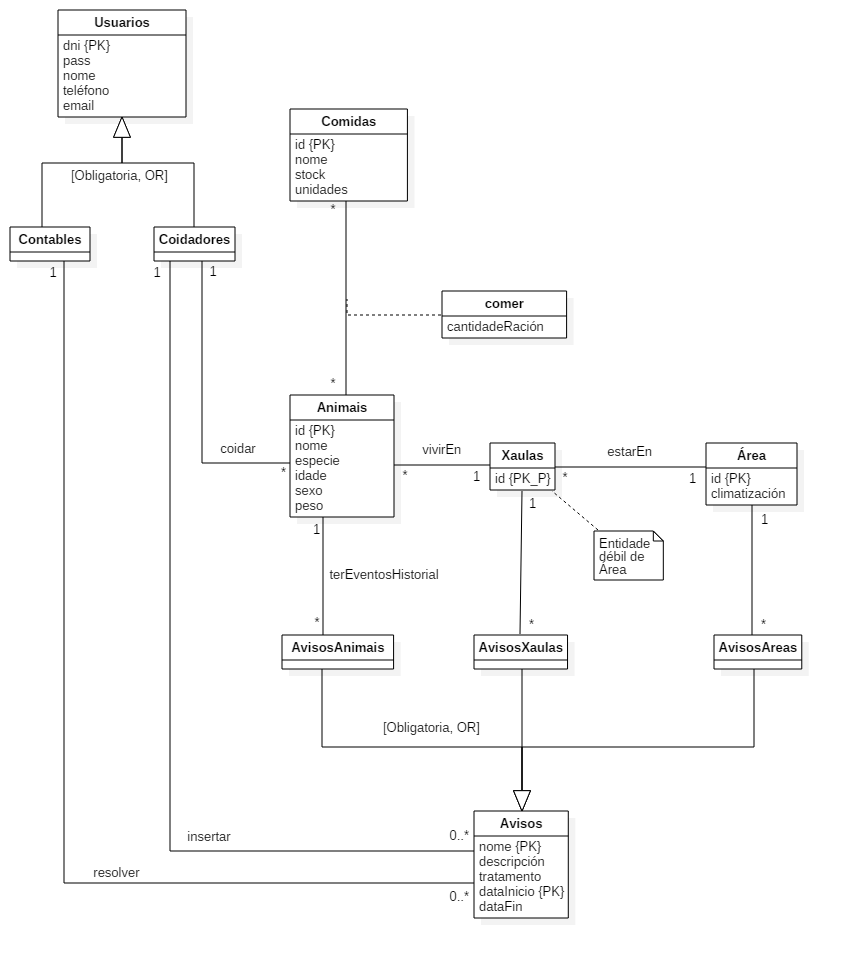 Usuarios
dni {PK}
pass
nome
teléfono
email
[Obligatoria, OR]
Comidas
id {PK}
nome
stock
unidades
*
Contables
Coidadores
1
1
1
comer
cantidadeRación
*
Animais
id {PK}
nome
especie
idade
sexo
peso
coidar
*
vivirEn
*
1
Xaulas
id {PK_P}
estarEn
*
1
Área
id {PK}
climatización
1
1
1
Entidade
débil de
Área
terEventosHistorial
*
*
*
AvisosAnimais
AvisosXaulas
AvisosAreas
[Obligatoria, OR]
Avisos
nome {PK}
descripción
tratamento
dataInicio {PK}
dataFin
insertar
0..*
resolver
0..*